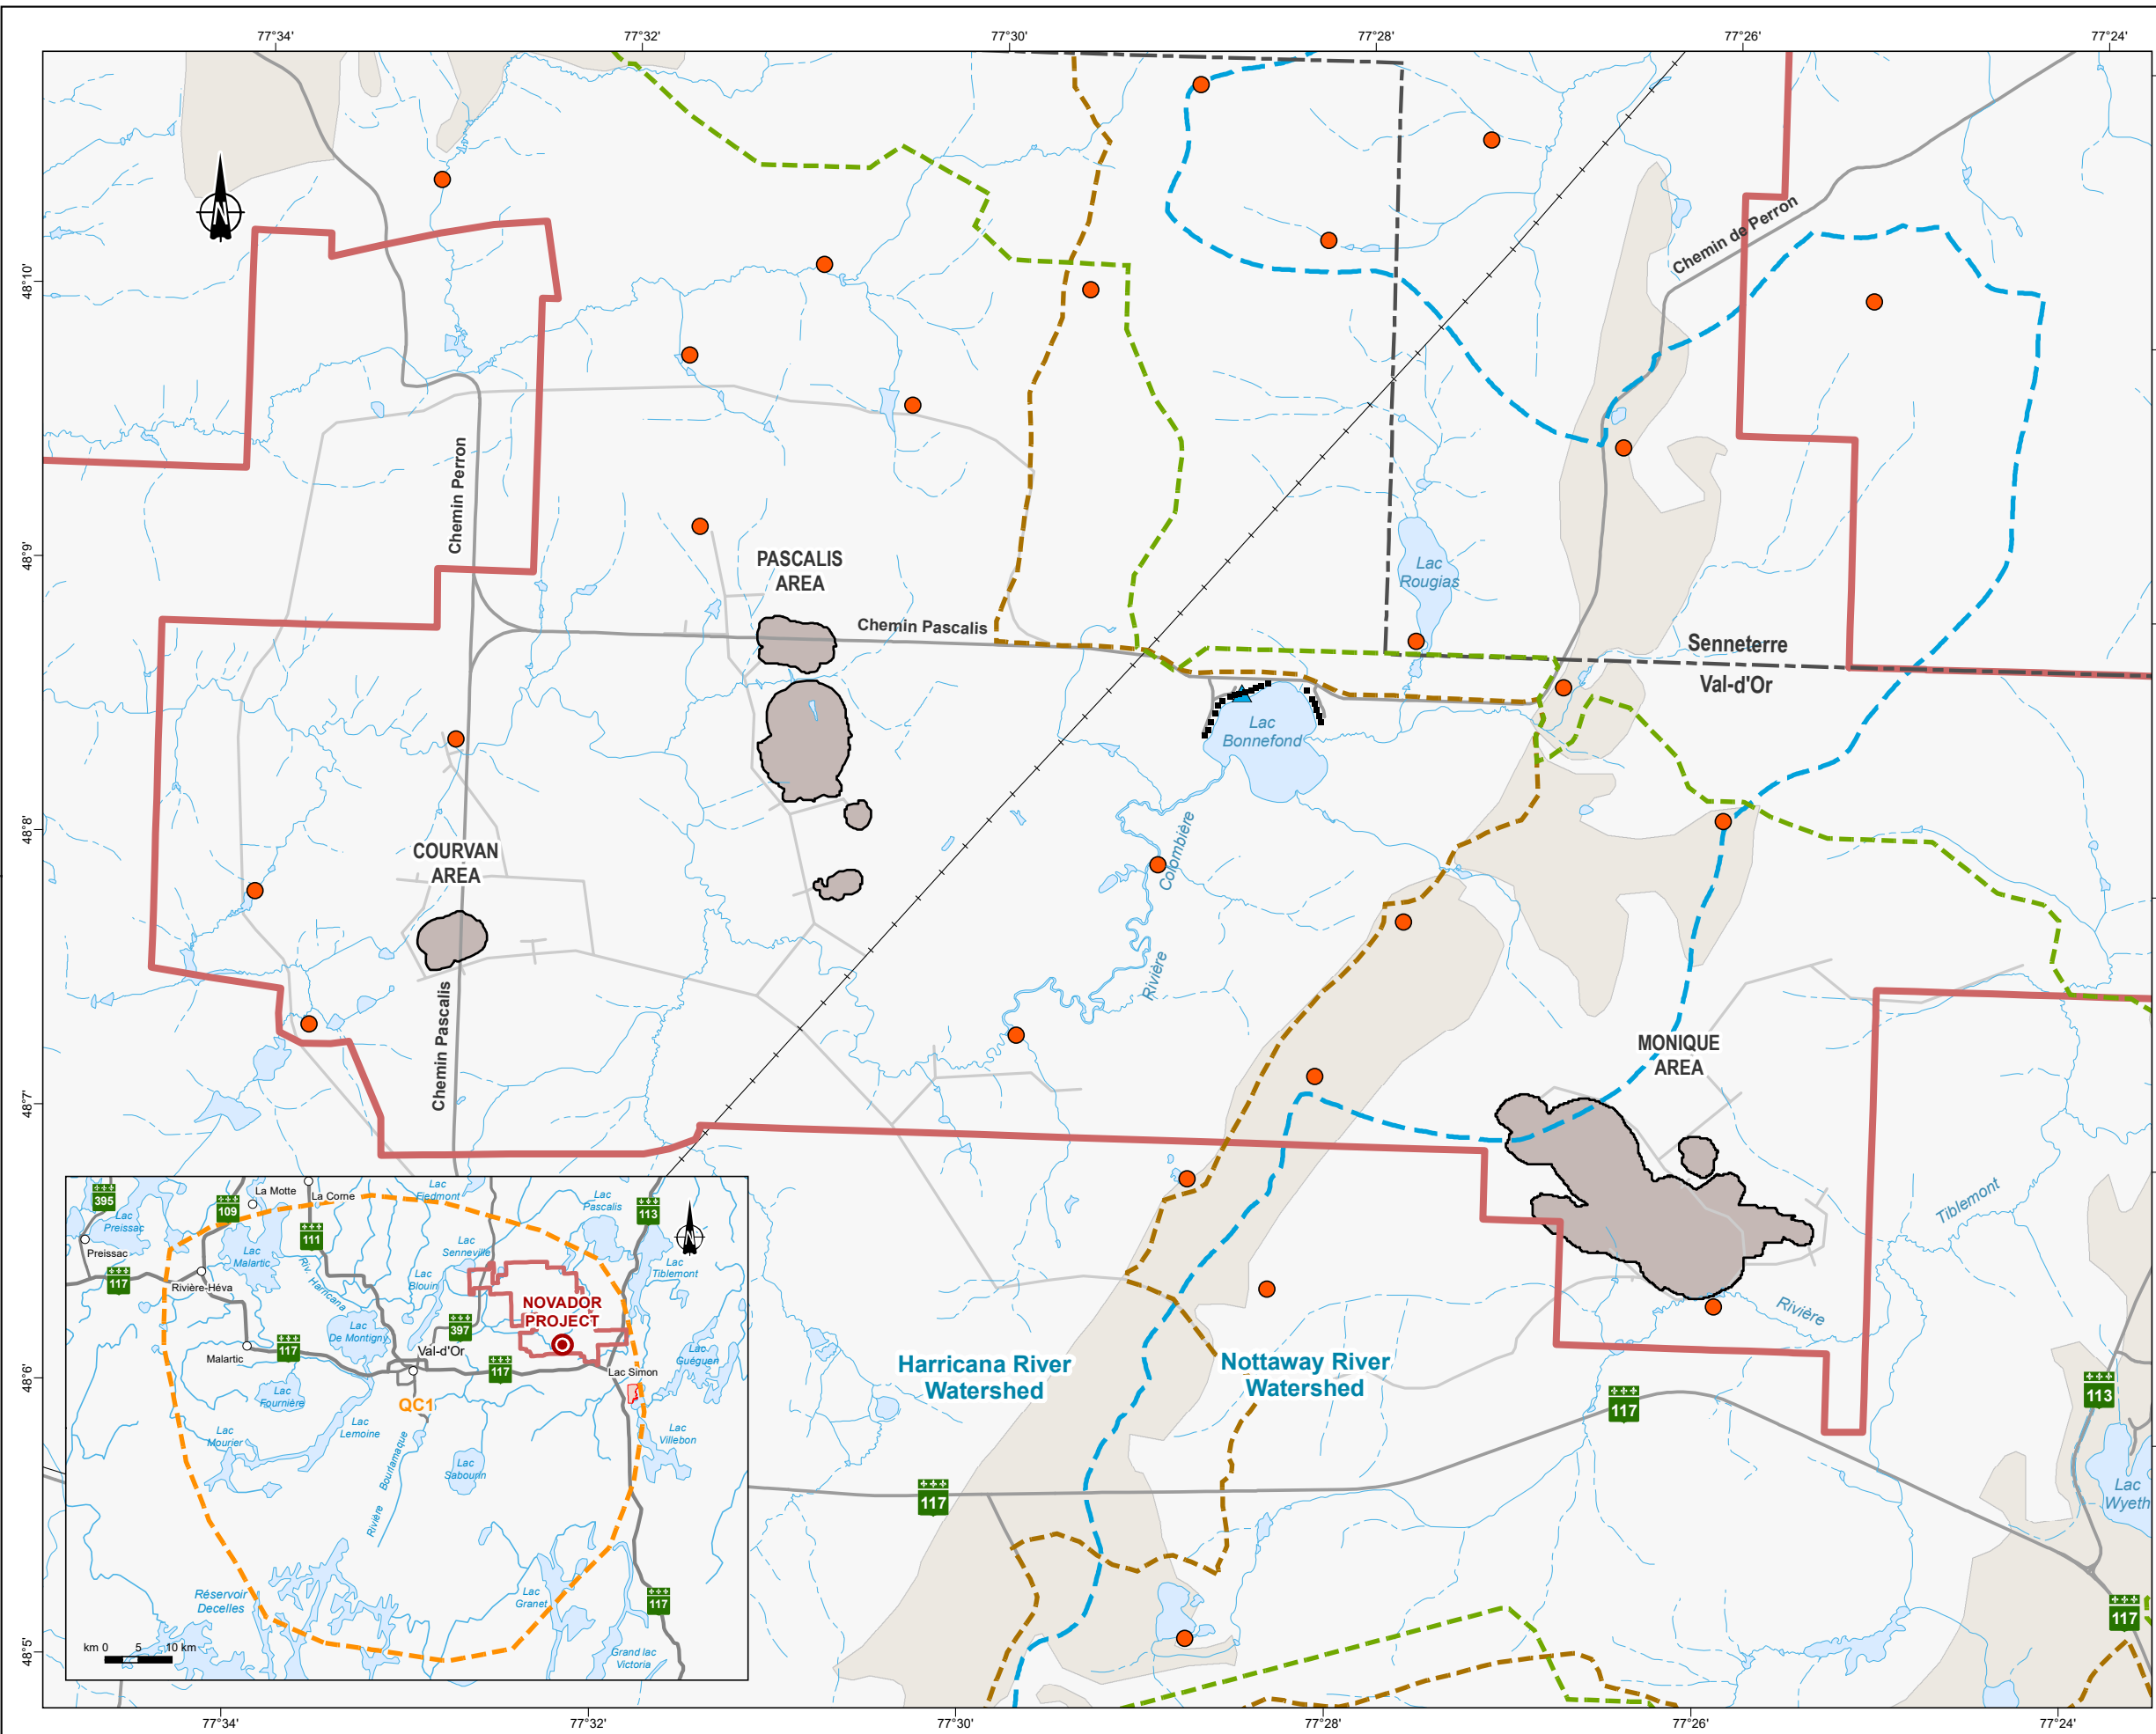 77°34'
77°32'
77°30'
77°28'
77°26'
77°24'
N
Chemin de Perron
48°10'
Chemin Perron
48°9'
PASCALIS
AREA
Lac
Rougias
Chemin Pascalis
Senneterre
Val-d'Or
Lac
Bonnefond
48°8'
COURVAN
AREA
Colombière
Rivière
Chemin Pascalis
MONIQUE
AREA
48°7'
Tiblemont
Rivière
Harricana River
Watershed
Nottaway River
Watershed
48°6'
117
113
117
Lac
Wyeth
117
48°5'
395
La Motte
La Corne
Lac
Fiedmont
Lac
Pascalis
113
109
Lac
Preissac
111
Preissac
Lac
Malartic
Riv. Harricana
Lac
Senneville
Lac
Tiblemont
117
Rivière-Héva
Lac
Blouin
NOVADOR
PROJECT
Lac
De Montigny
397
Val-d'Or
Malartic
117
117
Lac Simon
Lac
Guéguen
Lac
Fournière
QC1
Lac
Lemoine
Lac
Mourier
Lac
Villebon
Rivière Bourlamaque
Lac
Sabourin
Réservoir
Decelles
Lac
Granet
117
km 0 5 10 km
Grand lac
Victoria
77°34'
77°32'
77°30'
77°28'
77°26'
77°24'